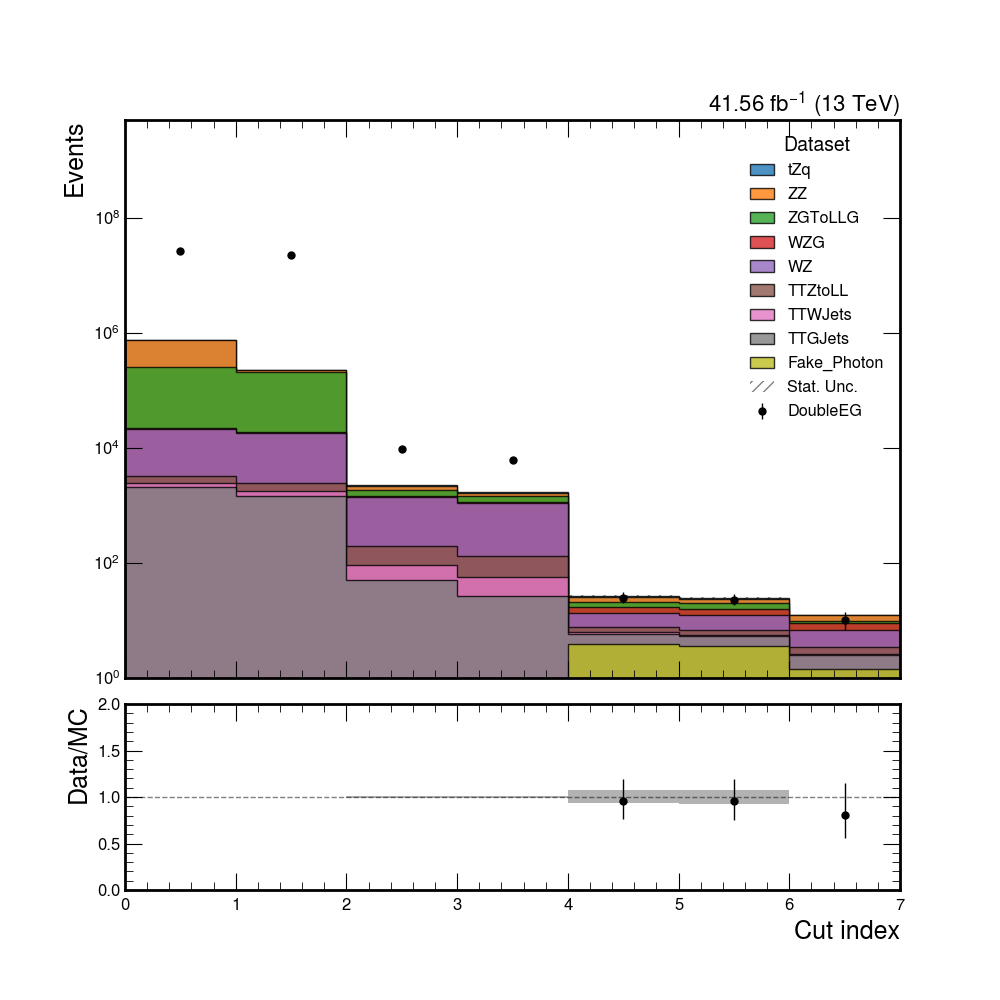 41.56 fb⁻¹ (13 TeV)
Events
Dataset
tZq
ZZ
ZGToLLG
WZG
WZ
TTZtoLL
TTWJets
TTGJets
Fake_Photon
Stat. Unc.
DoubleEG
10⁸
10⁶
10⁴
10²
10⁰
Data/MC
2.0
1.5
1.0
0.5
0.0
0 1 2 3 4 5 6 7
Cut index